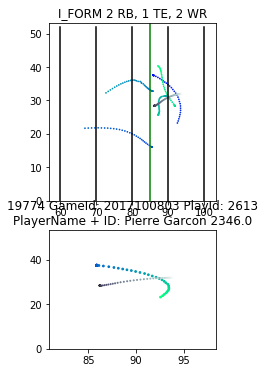 I_FORM 2 RB, 1 TE, 2 WR
50
40
30
20
10
0
60 70 80 90 100
19774 GameId: 2017100803 PlayId: 2613
PlayerName + ID: Pierre Garcon 2346.0
40
20
0
85 90 95